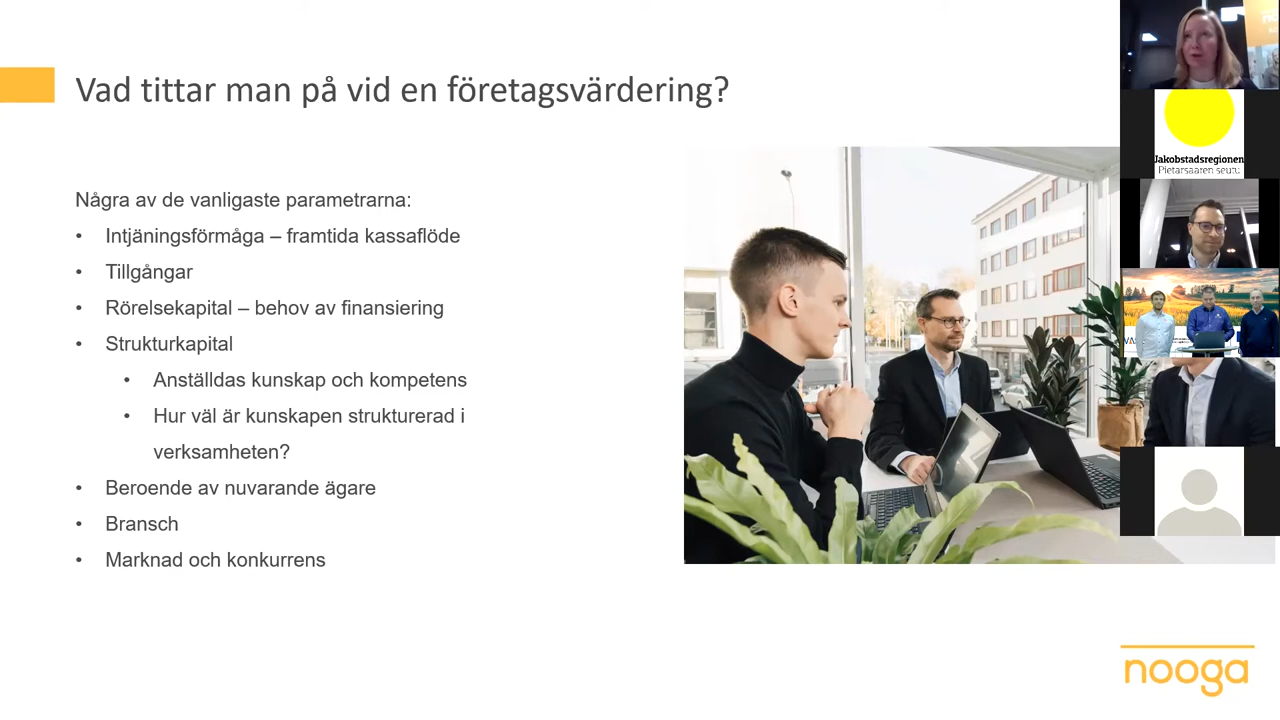 Vad tittar man på vid en företagsvärdering?
Några av de vanligaste parametrarna:
• Intjäningsförmåga – framtida kassaflöde
• Tillgångar
• Rörelsekapital – behov av finansiering
• Strukturkapital
• Anställdas kunskap och kompetens
• Hur väl är kunskapen strukturerad i
verksamheten?
• Beroende av nuvarande ägare
• Bransch
• Marknad och konkurrens
Jakobstadsregionen
Pietarsaaren seutu
nooga